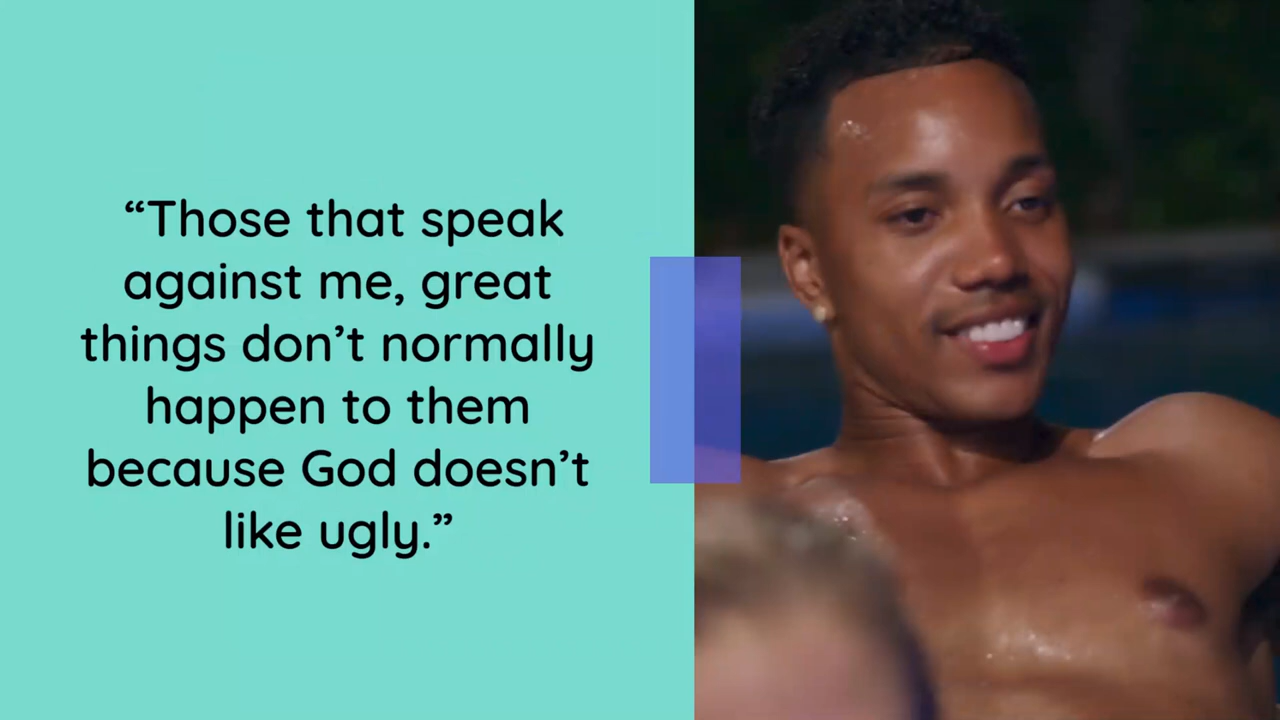 “Those that speak
against me, great
things don’t normally
happen to them
because God doesn’t
like ugly.”